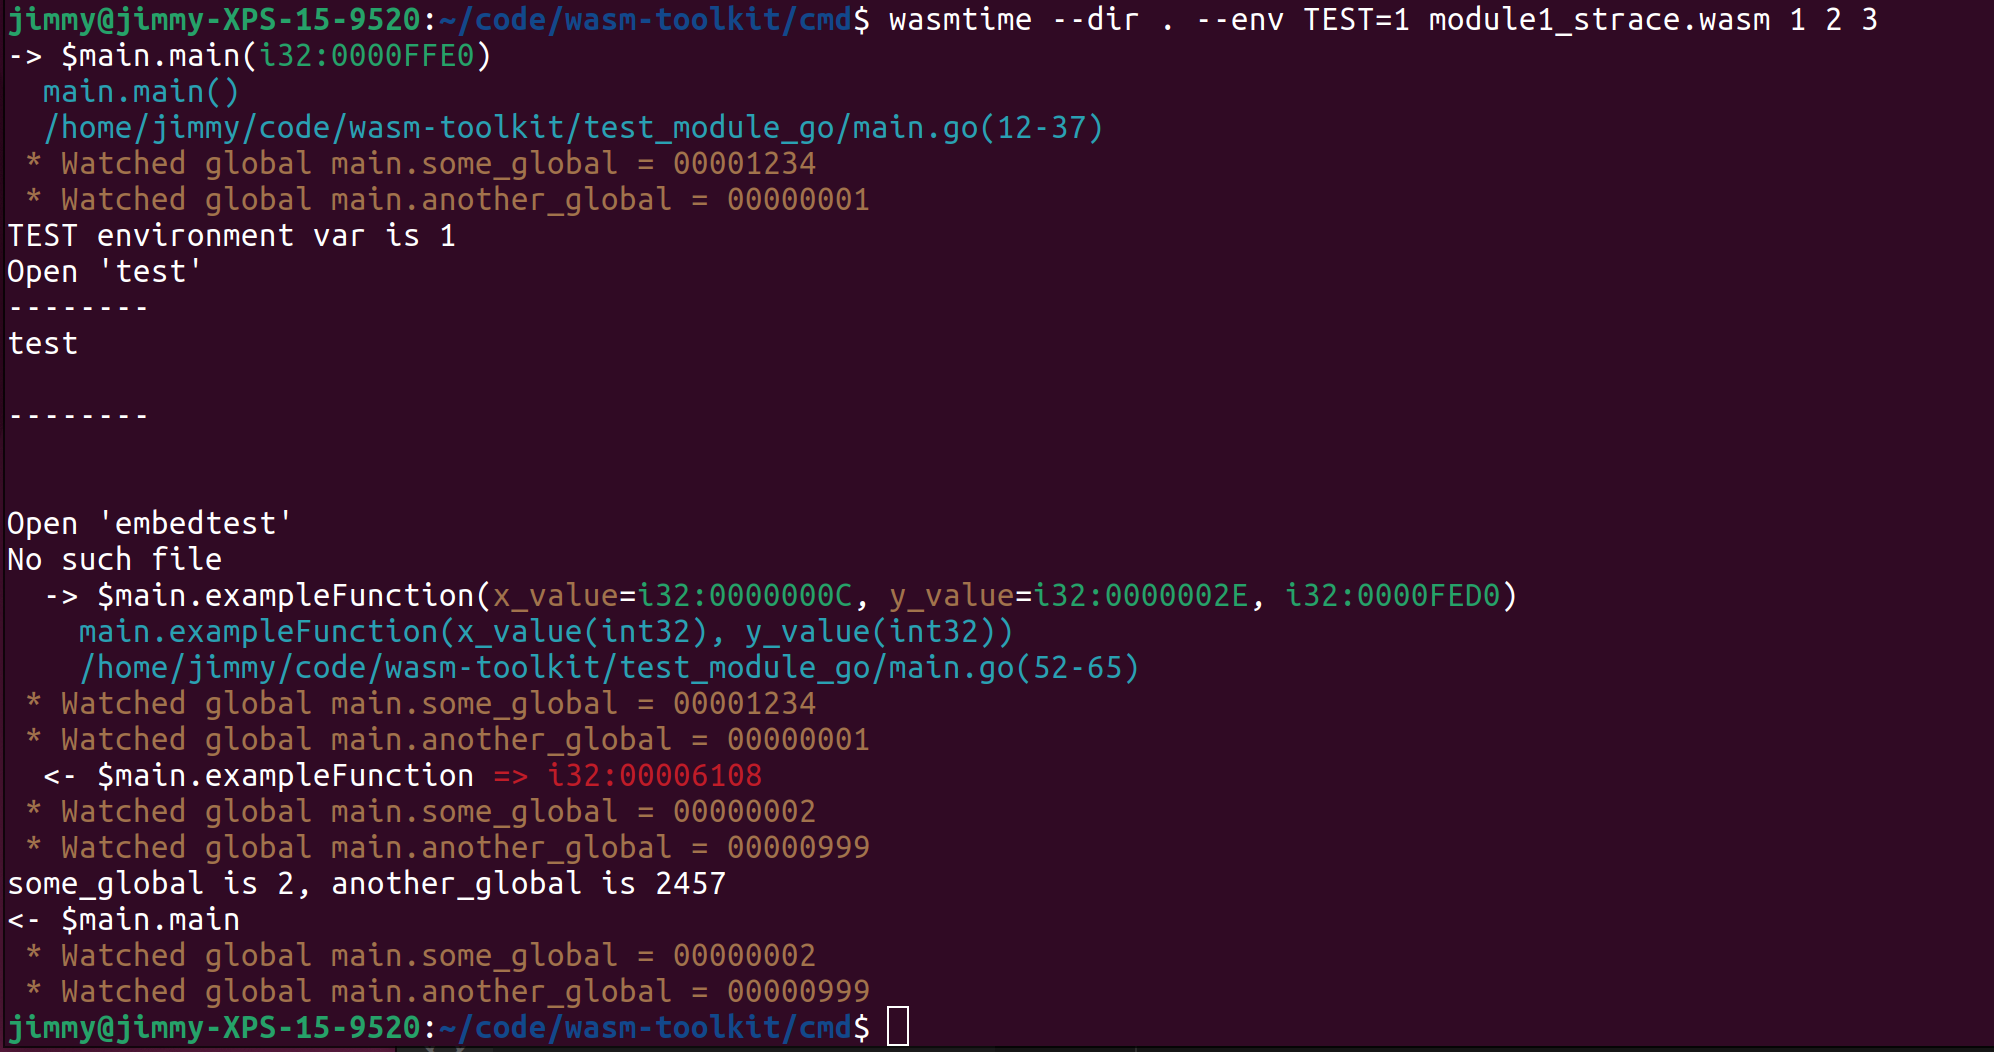 jimmy@jimmy-XPS-15-9520:~/code/wasm-toolkit/cmd$ wasmtime --dir . --env TEST=1 module1_strace.wasm 1 2 3
-> $main.main(i32:0000FFE0)
  main.main()
  /home/jimmy/code/wasm-toolkit/test_module_go/main.go(12-37)
 * Watched global main.some_global = 00001234
 * Watched global main.another_global = 00000001
TEST environment var is 1
Open 'test'
--------
test

--------


Open 'embedtest'
No such file
  -> $main.exampleFunction(x_value=i32:0000000C, y_value=i32:0000002E, i32:0000FED0)
    main.exampleFunction(x_value(int32), y_value(int32))
    /home/jimmy/code/wasm-toolkit/test_module_go/main.go(52-65)
 * Watched global main.some_global = 00001234
 * Watched global main.another_global = 00000001
  <- $main.exampleFunction => i32:00006108
 * Watched global main.some_global = 00000002
 * Watched global main.another_global = 00000999
some_global is 2, another_global is 2457
<- $main.main
 * Watched global main.some_global = 00000002
 * Watched global main.another_global = 00000999
jimmy@jimmy-XPS-15-9520:~/code/wasm-toolkit/cmd$